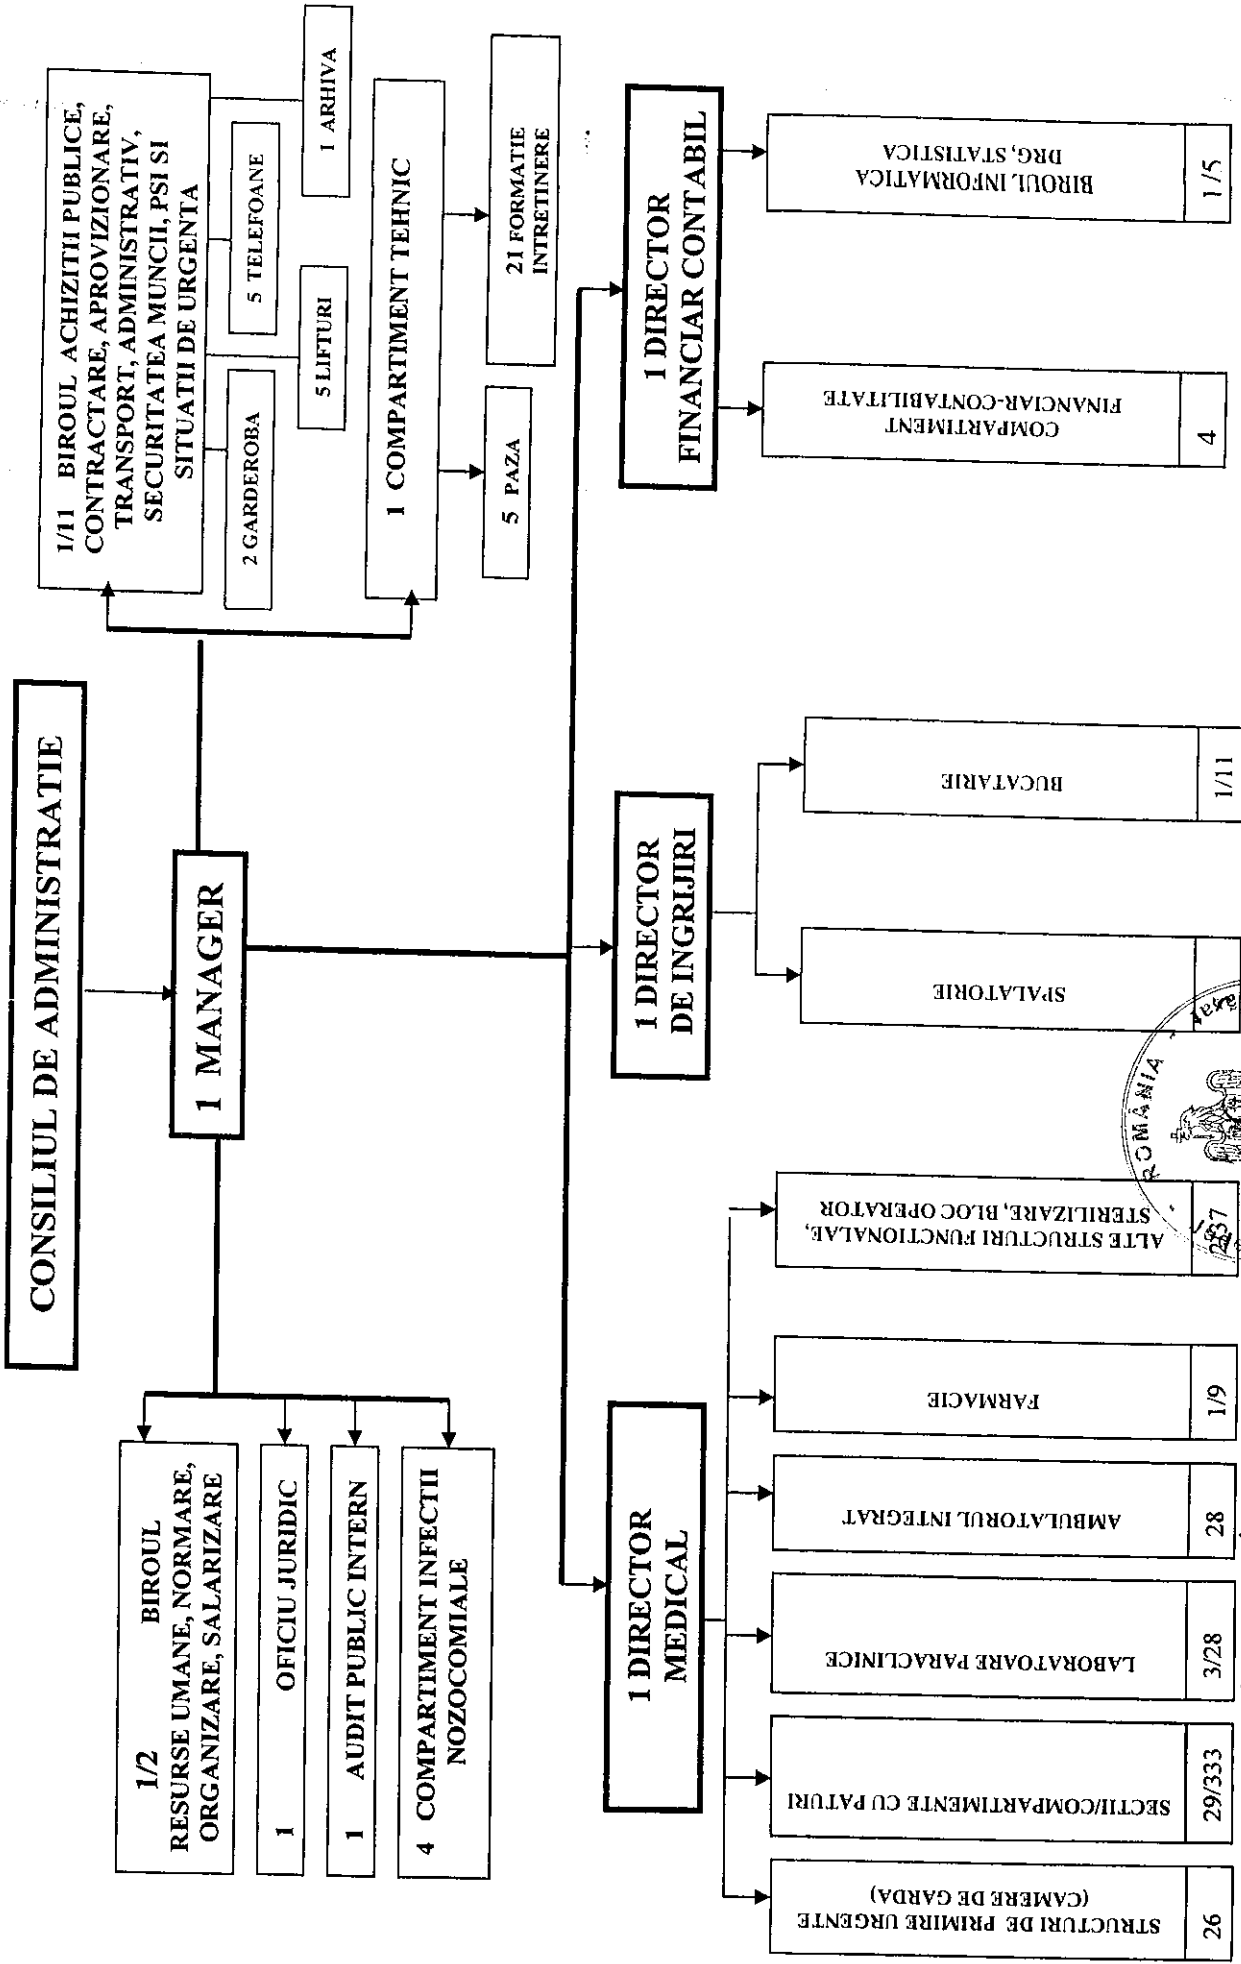 CONSILIUL DE ADMINISTRATIE
1 MANAGER
1/2 BIROUL
RESURSE UMANE, NORMARE,
ORGANIZARE, SALARIZARE
1 OFICIU JURIDIC
1 AUDIT PUBLIC INTERN
4 COMPARTIMENT INFECTII
NOZOCOMIALE
1/11 BIROUL ACHIZITII PUBLICE,
CONTRACTARE, APROVIZIONARE,
TRANSPORT, ADMINISTRATIV,
SECURITATEA MUNCII, PSI SI
SITUATII DE URGENTA
2 GARDEROBA
5 LIFTURI
5 TELEFOANE
1 ARHIVA
1 COMPARTIMENT TEHNIC
5 PAZA
21 FORMATIE
INTRETINERE
1 DIRECTOR
MEDICAL
1 DIRECTOR
DE INGRIJIRI
1 DIRECTOR
FINANCIAR CONTABIL
STRUCTURI DE PRIMIRE URGENTE
(CAMERE DE GARDA)
26
SECTII/COMPARTIMENTE CU PATURI
29/333
LABORATOARE PARACLINICE
3/28
AMBULATORUL INTEGRAT
28
FARMACIE
1/9
ALTE STRUCTURI FUNCTIONALAE,
STERILIZARE, BLOC OPERATOR
SPALATORIE
BUCATARIE
1/11
COMPARTIMENT
FINANCIAR-CONTABILITATE
4
BIROUL INFORMATICA
DRG, STATISTICA
1/5
ROMÂNIA